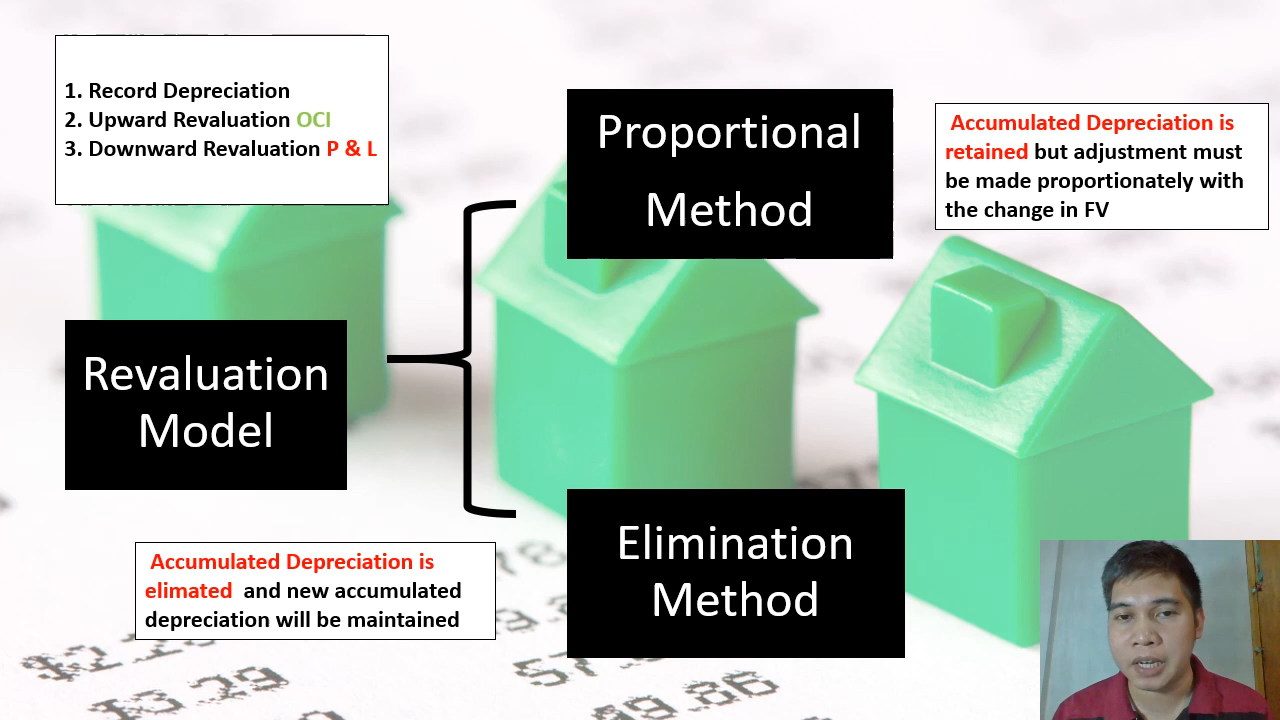 1. Record Depreciation
2. Upward Revaluation OCI
3. Downward Revaluation P & L
Proportional
Method
Accumulated Depreciation is
retained but adjustment must
be made proportionately with
the change in FV
Revaluation
Model
Accumulated Depreciation is
elimated and new accumulated
depreciation will be maintained
Elimination
Method
$3.29